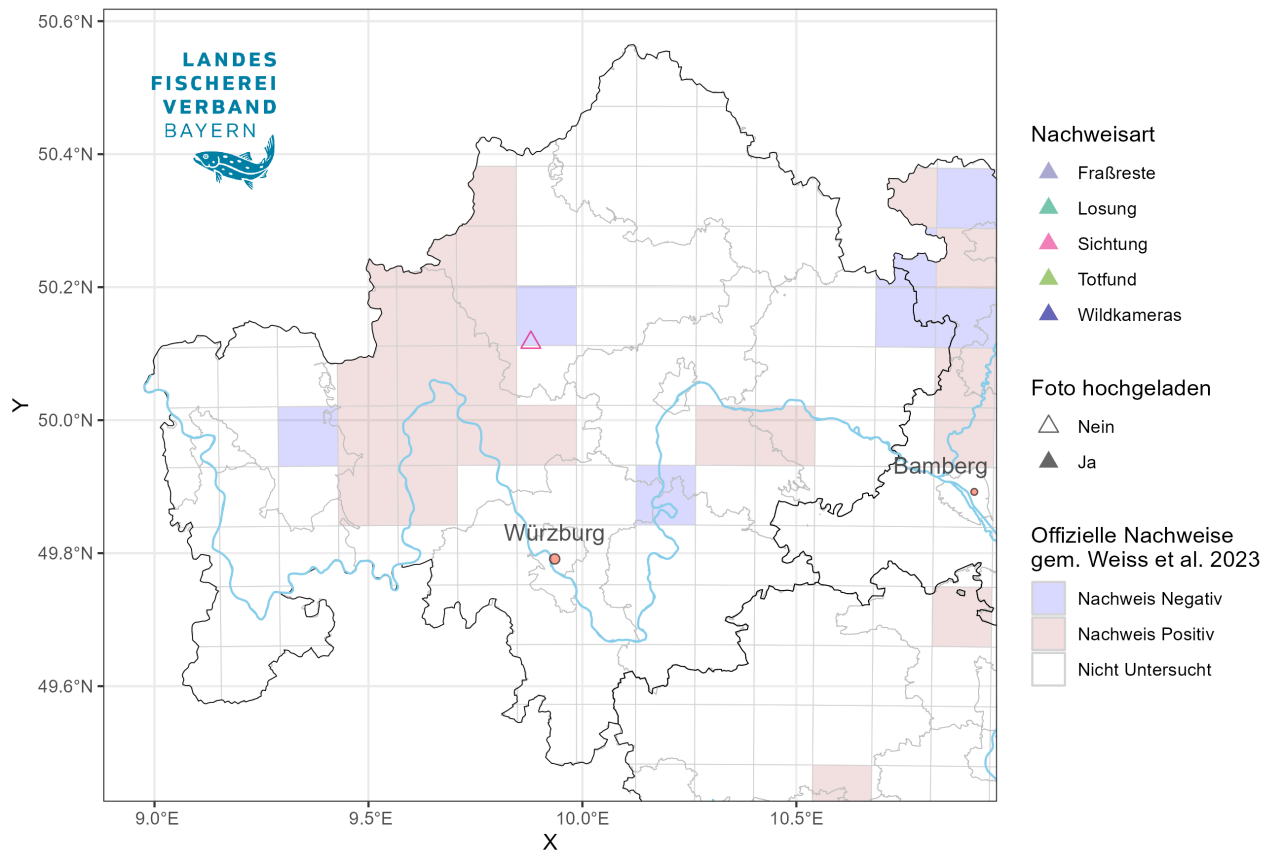 LANDES
FISCHEREI
VERBAND
BAYERN
50.6°N
50.4°N
50.2°N
50.0°N
49.8°N
49.6°N
Y
Bamberg
Würzburg
9.0°E
9.5°E
10.0°E
10.5°E
X
Nachweisart
Fraßreste
Losung
Sichtung
Totfund
Wildkameras
Foto hochgeladen
Nein
Ja
Offizielle Nachweise
gem. Weiss et al. 2023
Nachweis Negativ
Nachweis Positiv
Nicht Untersucht